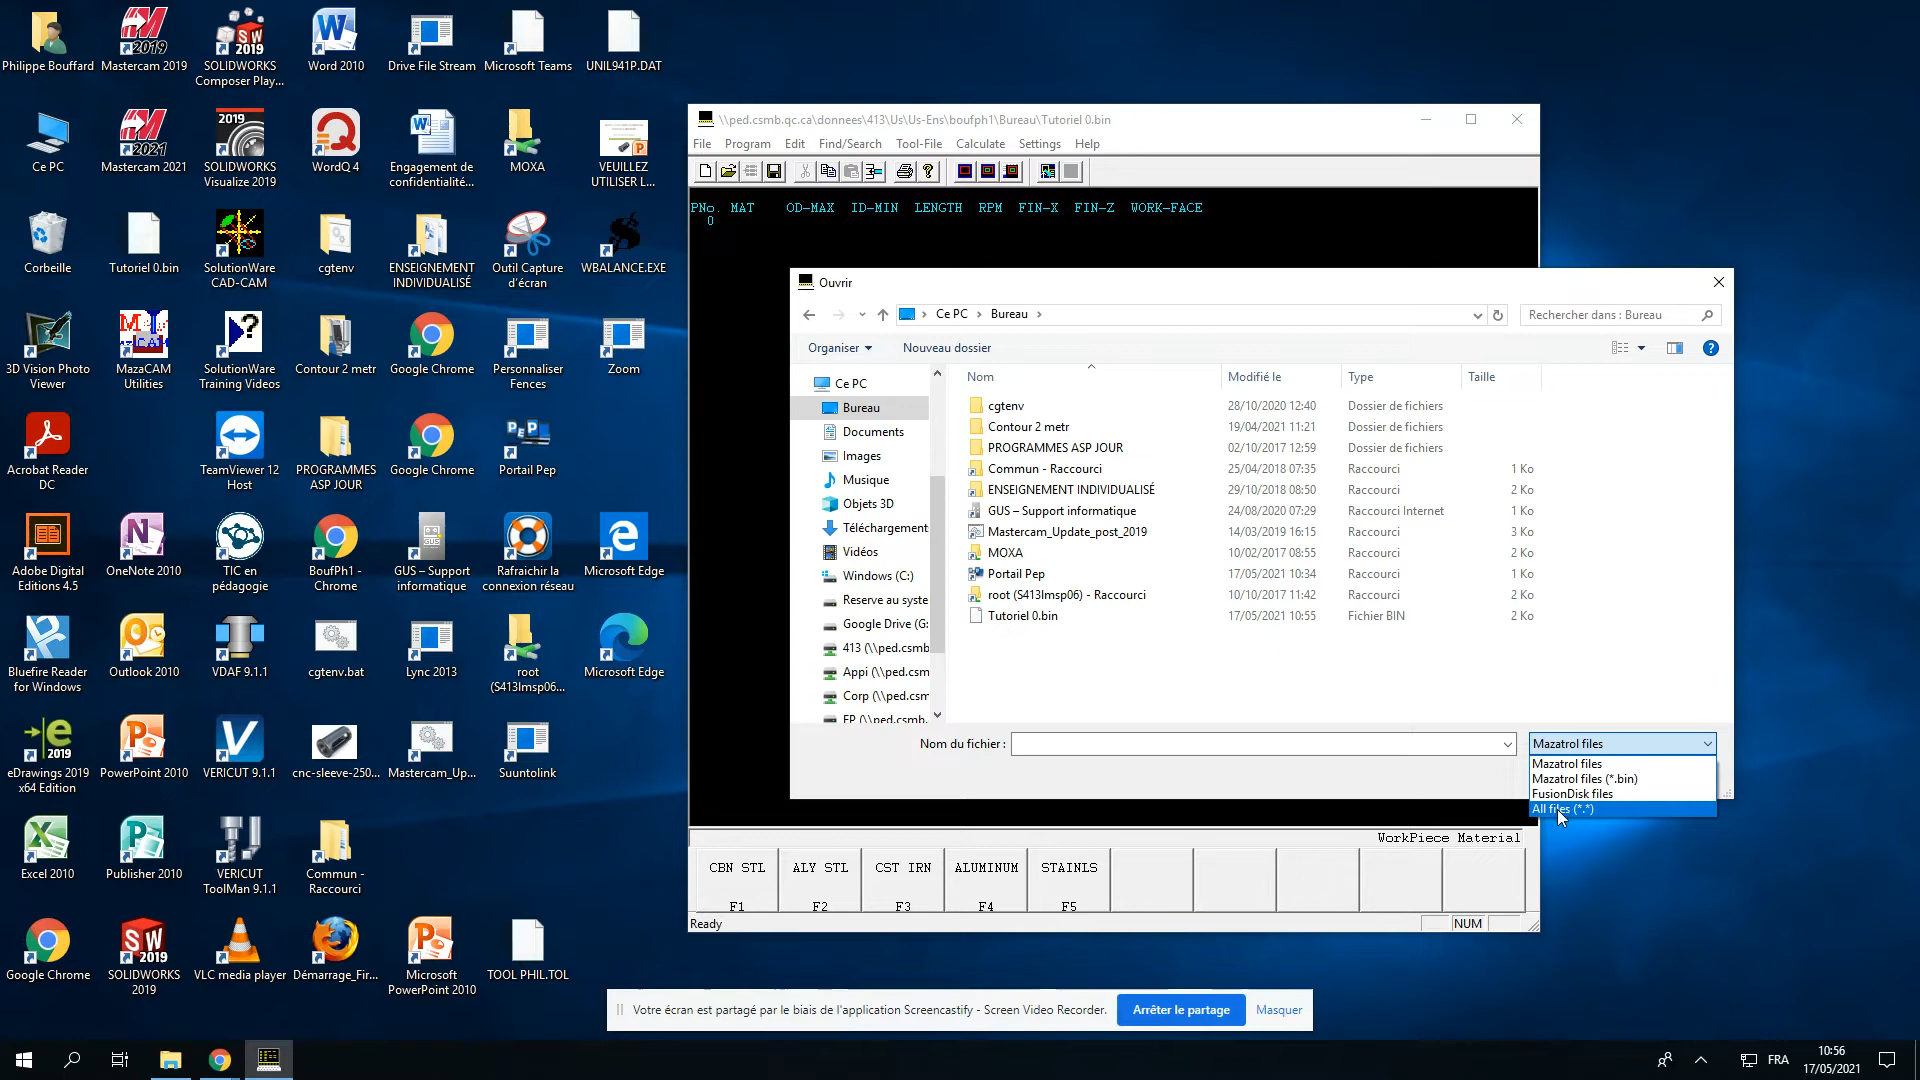 Philippe Bouffard
Mastercam 2019
SOLIDWORKS
Composer Play...
Word 2010
Drive File Stream
Microsoft Teams
UNIL941P.DAT
Ce PC
Mastercam 2021
SOLIDWORKS
Visualize 2019
WordQ 4
Engagement de
confidentialité...
MOXA
VEUILLEZ
UTILISER L...
Corbeille
Tutoriel 0.bin
SolutionWare
CAD-CAM
cgtenv
ENSEIGNEMENT
INDIVIDUALISÉ
Outil Capture
d'écran
WBALANCE.EXE
3D Vision Photo
Viewer
MazaCAM
Utilities
SolutionWare
Training Videos
Contour 2 metr
Google Chrome
Personnaliser
Fences
Zoom
Acrobat Reader
DC
TeamViewer 12
Host
PROGRAMMES
ASP JOUR
Google Chrome
Portail Pep
Adobe Digital
Editions 4.5
OneNote 2010
TIC en
pédagogie
BoufPh1 -
Chrome
GUS – Support
informatique
Rafraichir la
connexion réseau
Microsoft Edge
Bluefire Reader
for Windows
Outlook 2010
VDAF 9.1.1
cgtenv.bat
Lync 2013
root
(S413lmsp06...
Microsoft Edge
eDrawings 2019
x64 Edition
PowerPoint 2010
VERICUT 9.1.1
cnc-sleeve-250...
Mastercam_Up...
Suuntolink
Excel 2010
Publisher 2010
VERICUT
ToolMan 9.1.1
Commun -
Raccourci
Google Chrome
SOLIDWORKS
2019
VLC media player
Démarrage_Fir...
Microsoft
PowerPoint 2010
TOOL PHIL.TOL
\\ped.csmb.qc.ca\donnees\413\Us\Us-Ens\boufph1\Bureau\Tutoriel 0.bin
File Program Edit Find/Search Tool-File Calculate Settings Help
PNo. MAT OD-MAX ID-MIN LENGTH RPM FIN-X FIN-Z WORK-FACE
0
Ouvrir
Ce PC > Bureau >
Rechercher dans : Bureau
Organiser Nouveau dossier
Ce PC
Bureau
Documents
Images
Musique
Objets 3D
Téléchargement
Vidéos
Windows (C:)
Reserve au syste
Google Drive (G:
413 (\\ped.csmb
Appi (\\ped.csm
Corp (\\ped.csm
FP (\\ped.csmb.
Nom Modifié le Type Taille
cgtenv 28/10/2020 12:40 Dossier de fichiers
Contour 2 metr 19/04/2021 11:21 Dossier de fichiers
PROGRAMMES ASP JOUR 02/10/2017 12:59 Dossier de fichiers
Commun - Raccourci 25/04/2018 07:35 Raccourci 1 Ko
ENSEIGNEMENT INDIVIDUALISÉ 29/10/2018 08:50 Raccourci 2 Ko
GUS – Support informatique 24/08/2020 07:29 Raccourci Internet 1 Ko
Mastercam_Update_post_2019 14/03/2019 16:15 Raccourci 3 Ko
MOXA 10/02/2017 08:55 Raccourci 2 Ko
Portail Pep 17/05/2021 10:34 Raccourci 1 Ko
root (S413lmsp06) - Raccourci 10/10/2017 11:42 Raccourci 2 Ko
Tutoriel 0.bin 17/05/2021 10:55 Fichier BIN 2 Ko
Nom du fichier :
Mazatrol files
Mazatrol files
Mazatrol files (*.bin)
FusionDisk files
All files (*.*)
WorkPiece Material
CBN STL ALY STL CST IRN ALUMINUM STAINLS
F1 F2 F3 F4 F5
Ready
NUM
Votre écran est partagé par le biais de l'application Screencastify - Screen Video Recorder.
Arrêter le partage
Masquer
FRA
10:56
17/05/2021